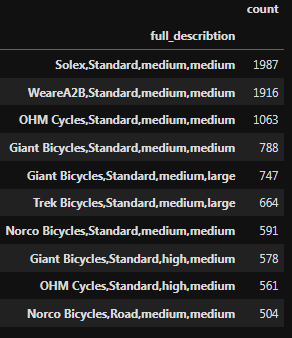 count
full_describtion
Solex,Standard,medium,medium 1987
WeareA2B,Standard,medium,medium 1916
OHM Cycles,Standard,medium,medium 1063
Giant Bicycles,Standard,medium,medium 788
Giant Bicycles,Standard,medium,large 747
Trek Bicycles,Standard,medium,large 664
Norco Bicycles,Standard,medium,medium 591
Giant Bicycles,Standard,high,medium 578
OHM Cycles,Standard,high,medium 561
Norco Bicycles,Road,medium,medium 504